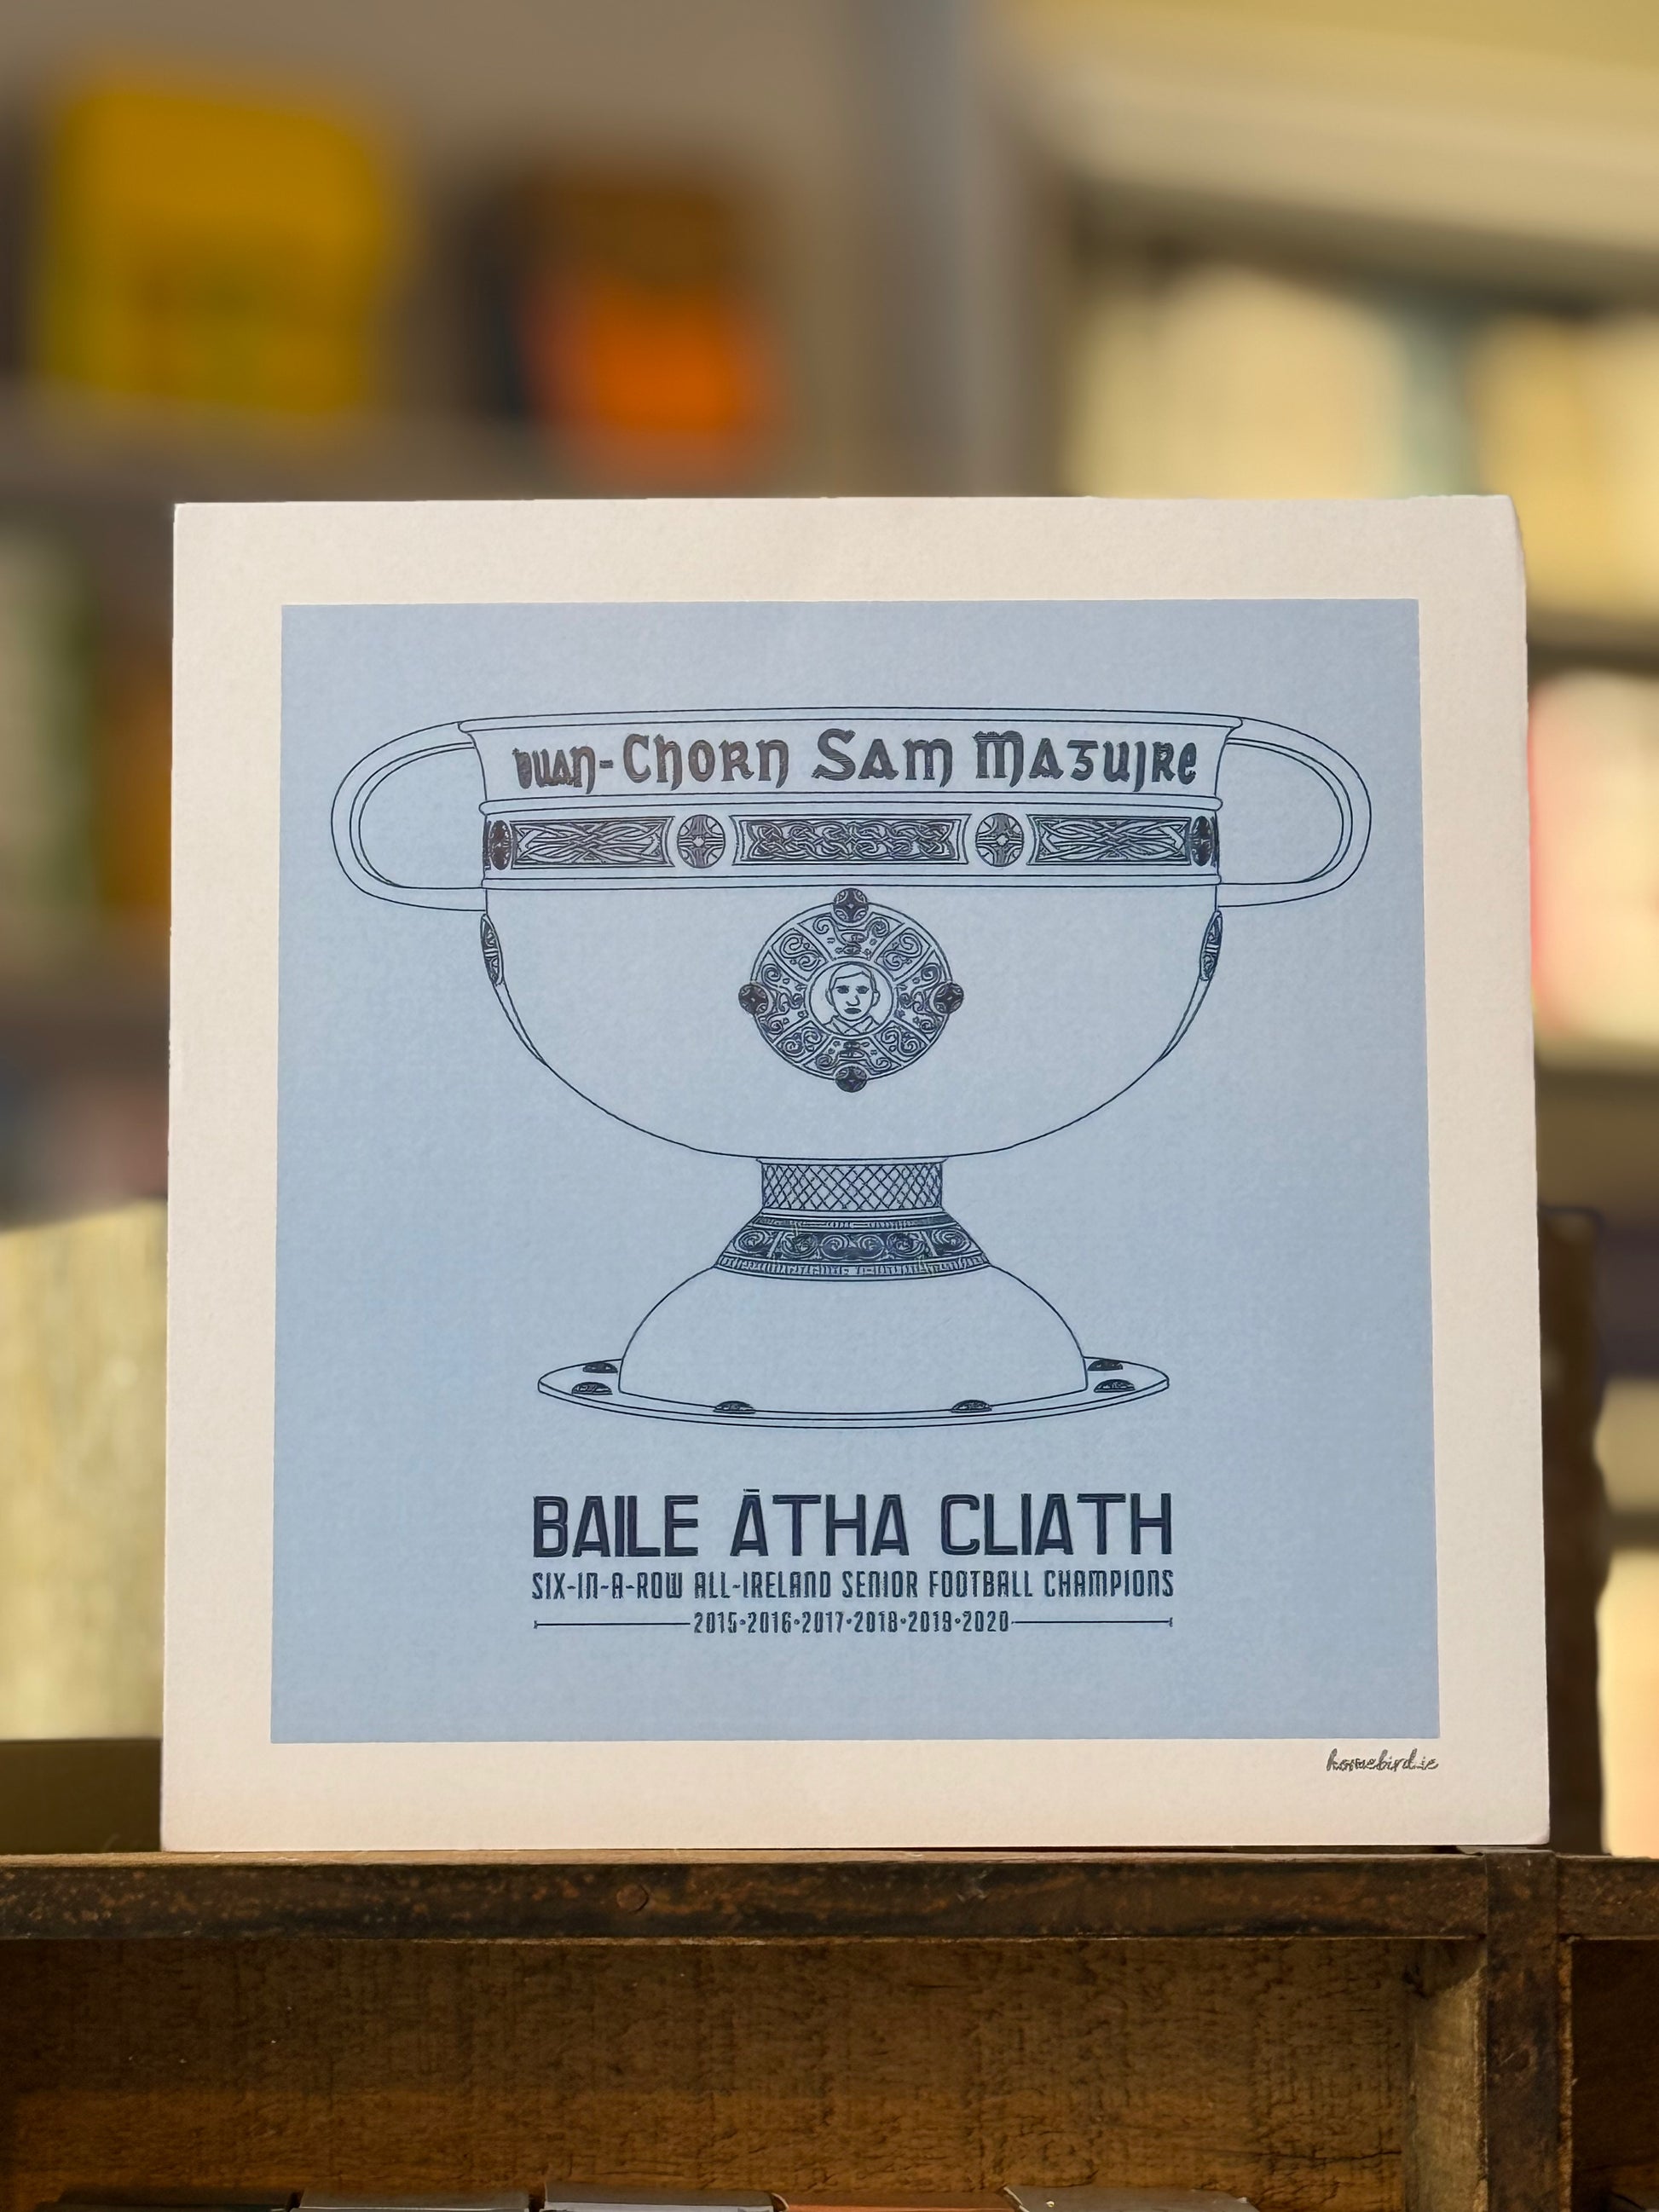 Buan-Chorn Sam Maguire
BAILE ÁTHA CLIATH
SIX-IN-A-ROW ALL-IRELAND SENIOR FOOTBALL CHAMPIONS
2015•2016•2017•2018•2019•2020
homebird.ie